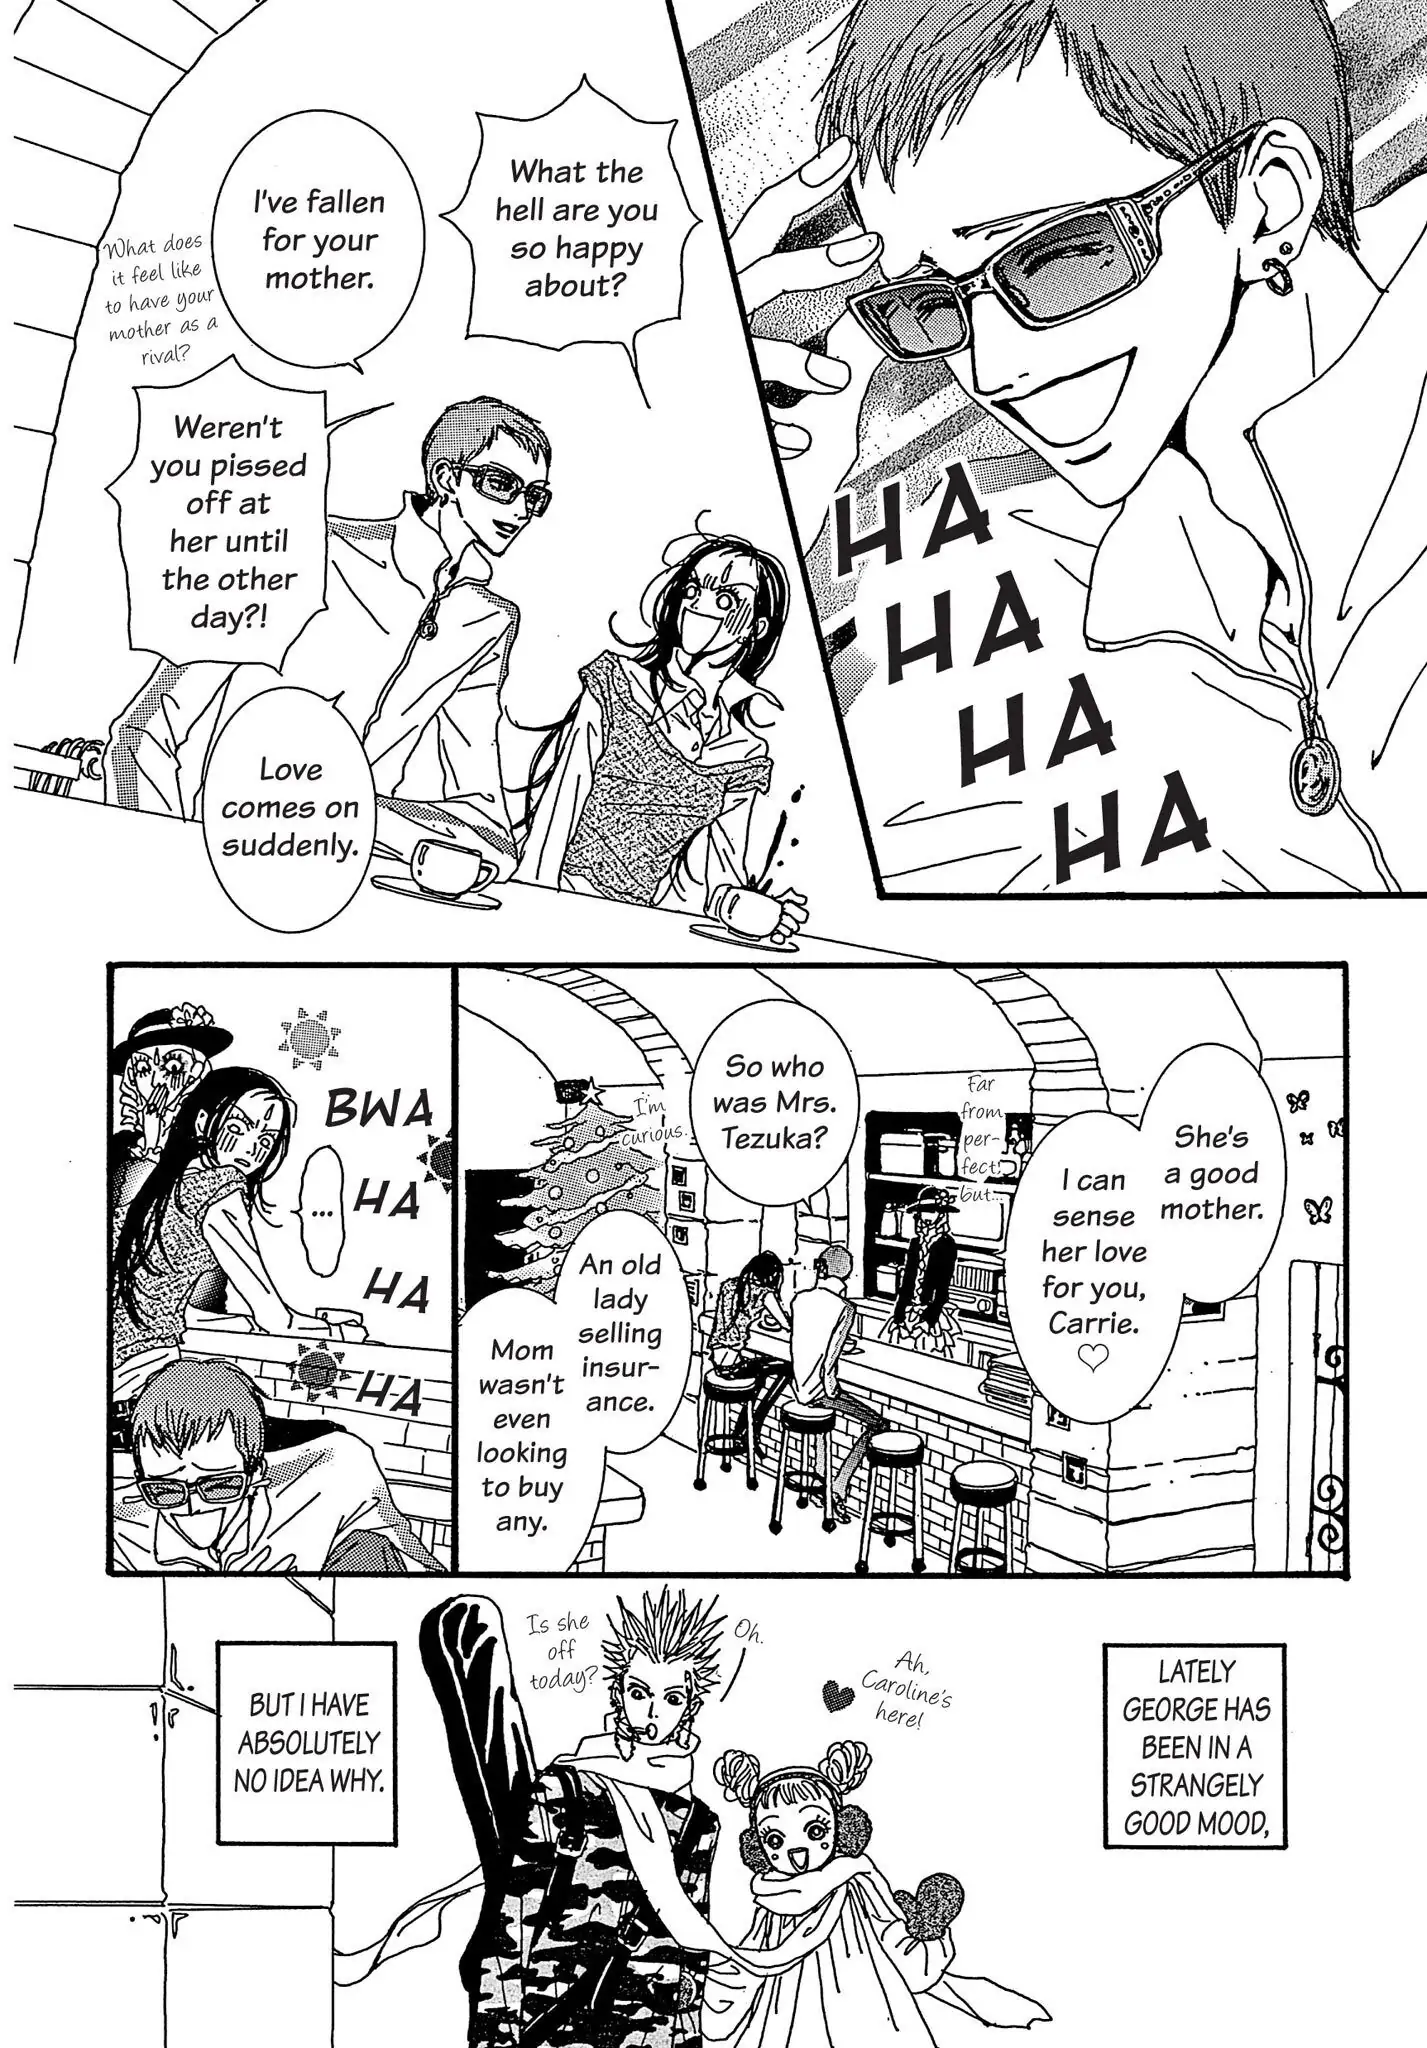 HA
HA
HA
HA
What the
hell are you
so happy
about?
I've fallen
for your
mother.
What does
it feel like
to have your
mother as a
rival?
Weren't
you pissed
off at
her until
the other
day?!
Love
comes on
suddenly.
She's
a good
mother.
I can
sense
her love
for you,
Carrie.
♡
Far
from
per-
fect,
but...
So who
was Mrs.
Tezuka?
I'm
curious.
An old
lady
selling
insur-
ance.
Mom
wasn't
even
looking
to buy
any.
BWA
HA
HA
HA
...
LATELY
GEORGE HAS
BEEN IN A
STRANGELY
GOOD MOOD,
Ah,
Caroline's
here!
Oh.
Is she
off
today?
BUT I HAVE
ABSOLUTELY
NO IDEA WHY.